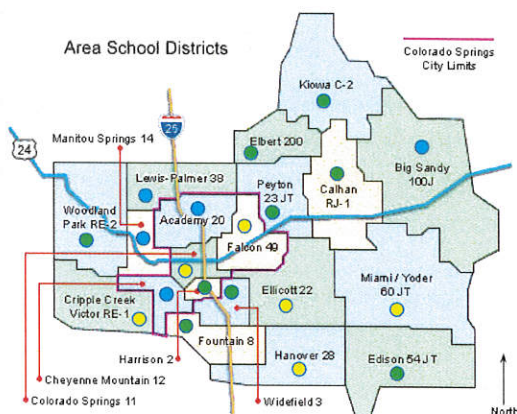 Area School Districts
Colorado Springs
City Limits
Kiowa C-2
25
Manitou Springs 14
24
Elbert 200
Lewis-Palmer 38
Big Sandy
100J
Calhan
RJ-1
Peyton
23 JT
Woodland
Park RE-2
Academy 20
Falcon 49
Miami / Yoder
60 JT
Ellicott 22
Cripple Creek
Victor RE-1
Fountain 8
Hanover 28
Edison 54 JT
Harrison 2
Cheyenne Mountain 12
Colorado Springs 11
Widefield 3
North